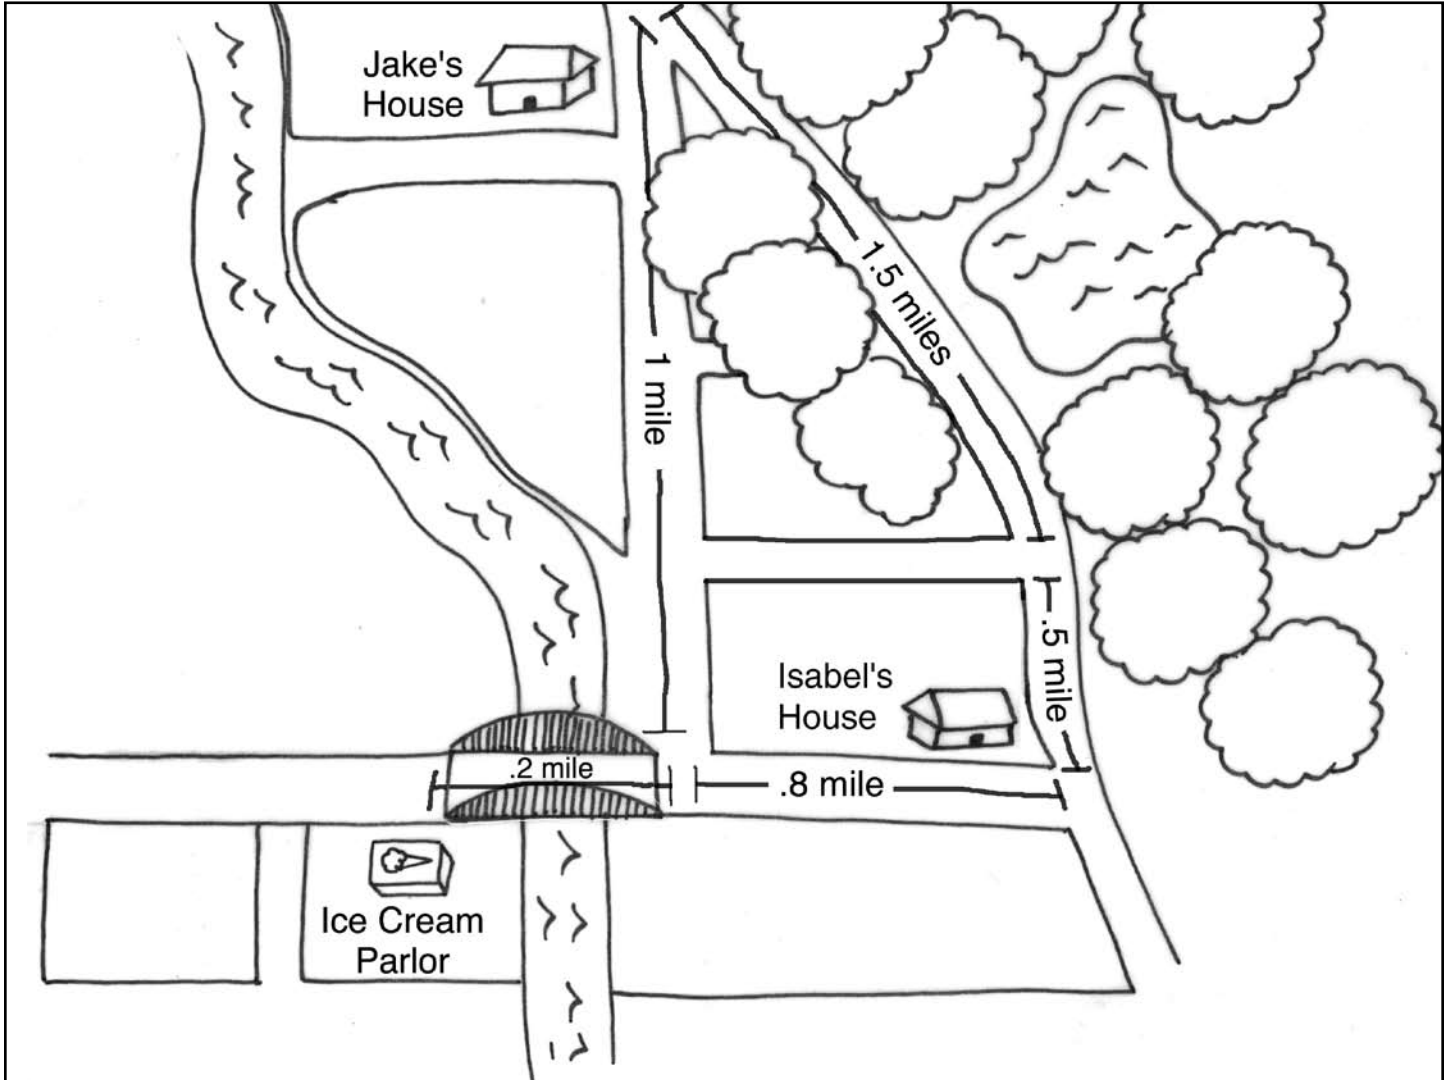 Jake's
House
1.5 miles
1 mile
.5 mile
Isabel's
House
.2 mile
.8 mile
Ice Cream
Parlor